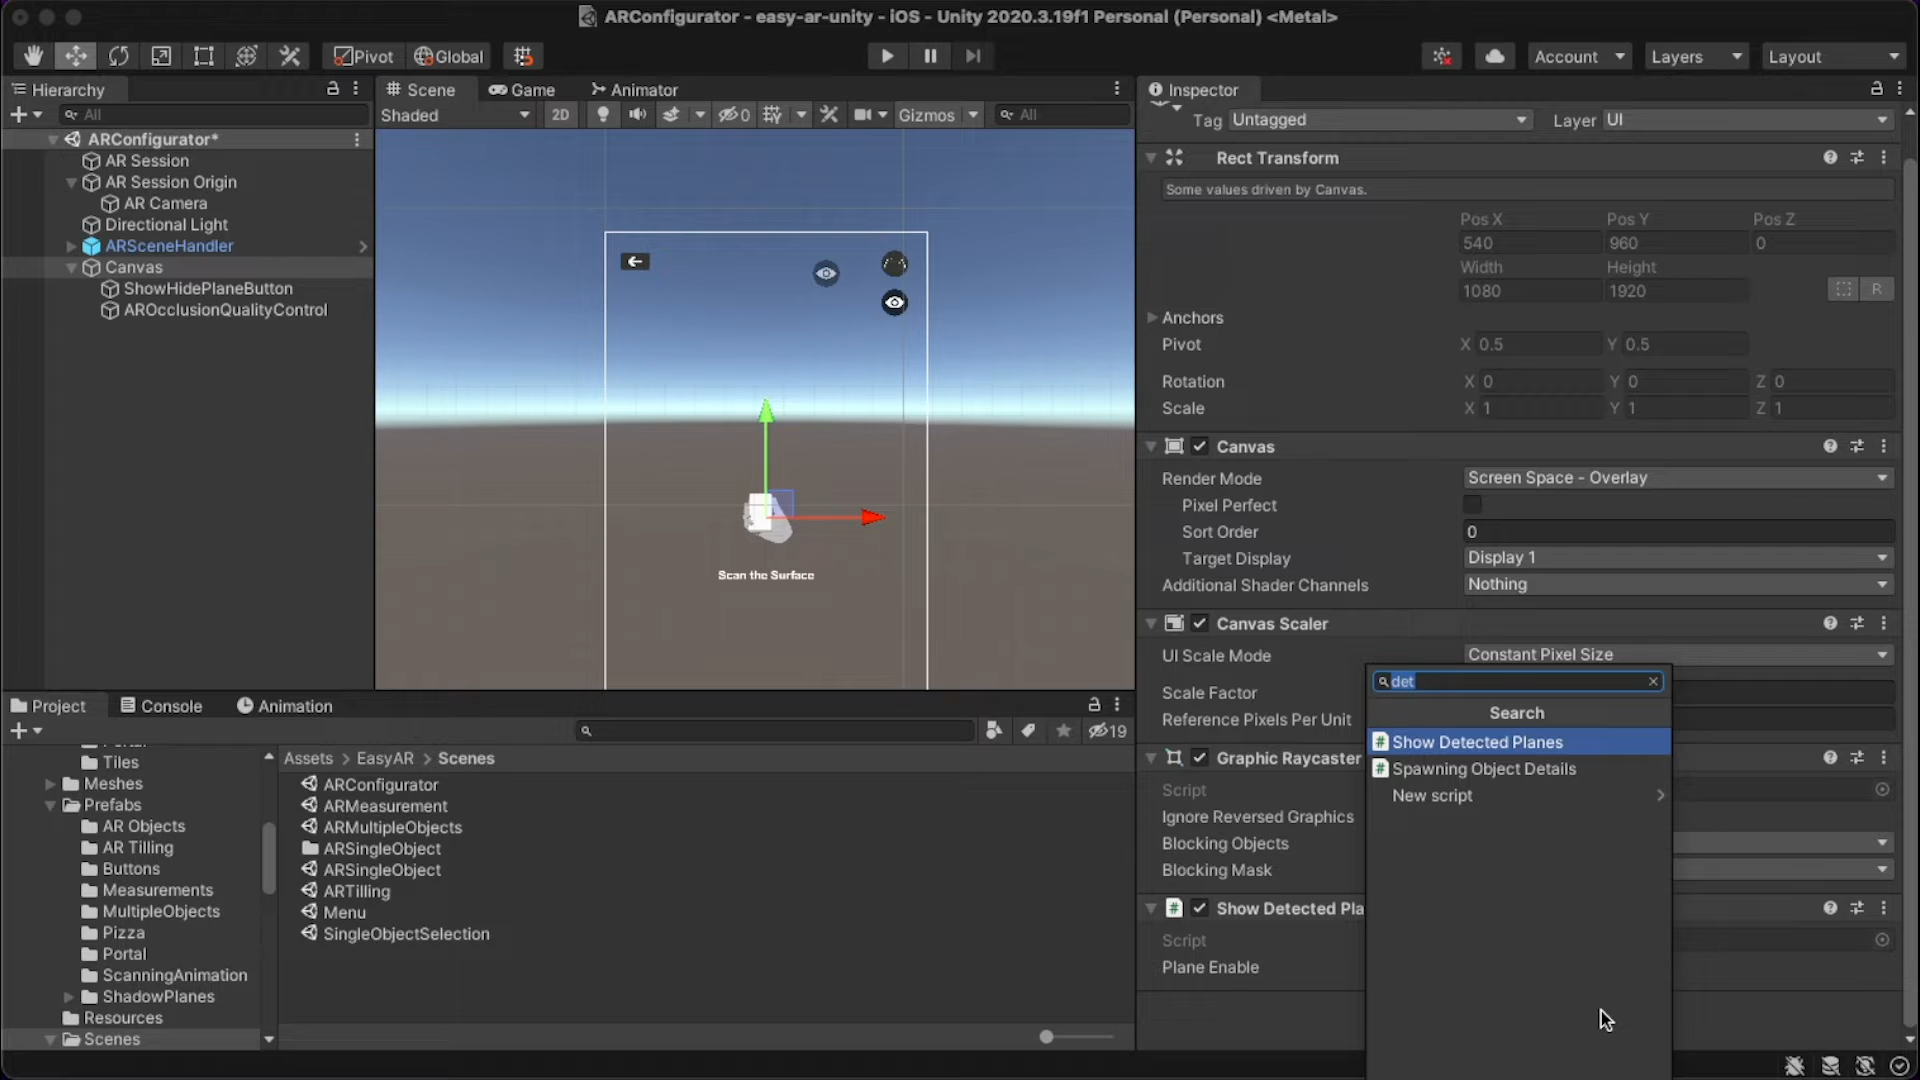 ARConfigurator - easy-ar-unity - iOS - Unity 2020.3.19f1 Personal (Personal) <Metal>
Pivot Global Account Layers Layout
Hierarchy Scene Game Animator Inspector
All Shaded 2D 0 Gizmos All
Tag Untagged Layer UI
ARConfigurator*
AR Session
AR Session Origin
AR Camera
Directional Light
ARSceneHandler
Canvas
ShowHidePlaneButton
AROcclusionQualityControl
Scan the Surface
Rect Transform
Some values driven by Canvas.
Pos X Pos Y Pos Z
540 960 0
Width Height
1080 1920
R
Anchors
Pivot X 0.5 Y 0.5
Rotation X 0 Y 0 Z 0
Scale X 1 Y 1 Z 1
Canvas
Render Mode Screen Space - Overlay
Pixel Perfect
Sort Order 0
Target Display Display 1
Additional Shader Channels Nothing
Canvas Scaler
UI Scale Mode Constant Pixel Size
Scale Factor
Reference Pixels Per Unit
Graphic Raycaster
Script
Ignore Reversed Graphics
Blocking Objects
Blocking Mask
Show Detected Pla
Script
Plane Enable
det
Search
Show Detected Planes
Spawning Object Details
New script
Project Console Animation
19
Tiles
Meshes
Prefabs
AR Objects
AR Tilling
Buttons
Measurements
MultipleObjects
Pizza
Portal
ScanningAnimation
ShadowPlanes
Resources
Scenes
Assets > EasyAR > Scenes
ARConfigurator
ARMeasurement
ARMultipleObjects
ARSingleObject
ARSingleObject
ARTilling
Menu
SingleObjectSelection